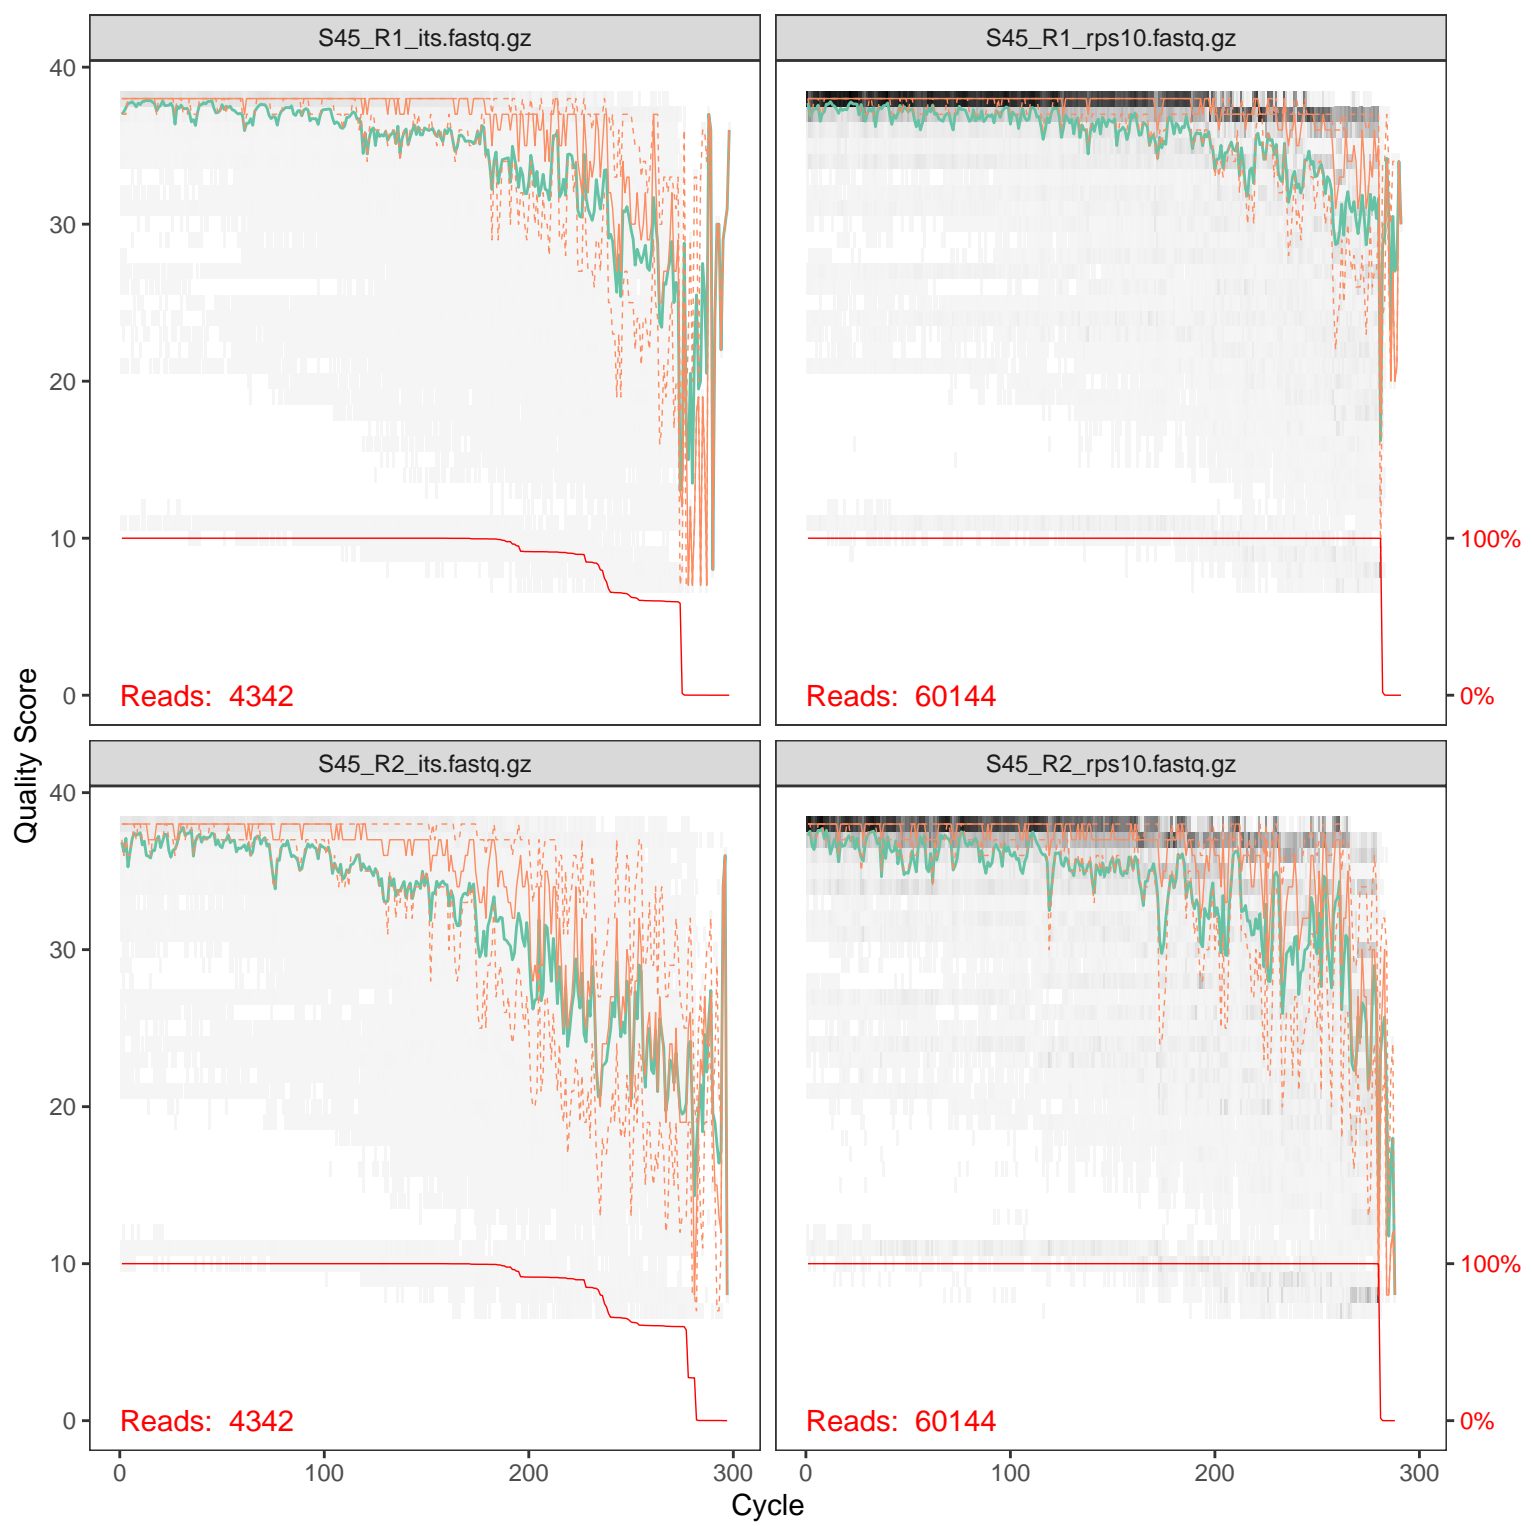 S45_R1_its.fastq.gz
S45_R1_rps10.fastq.gz
40
30
20
10
0
Reads: 4342
Reads: 60144
100%
0%
Quality Score
S45_R2_its.fastq.gz
S45_R2_rps10.fastq.gz
40
30
20
10
0
Reads: 4342
Reads: 60144
100%
0%
0 100 200 300
0 100 200 300
Cycle